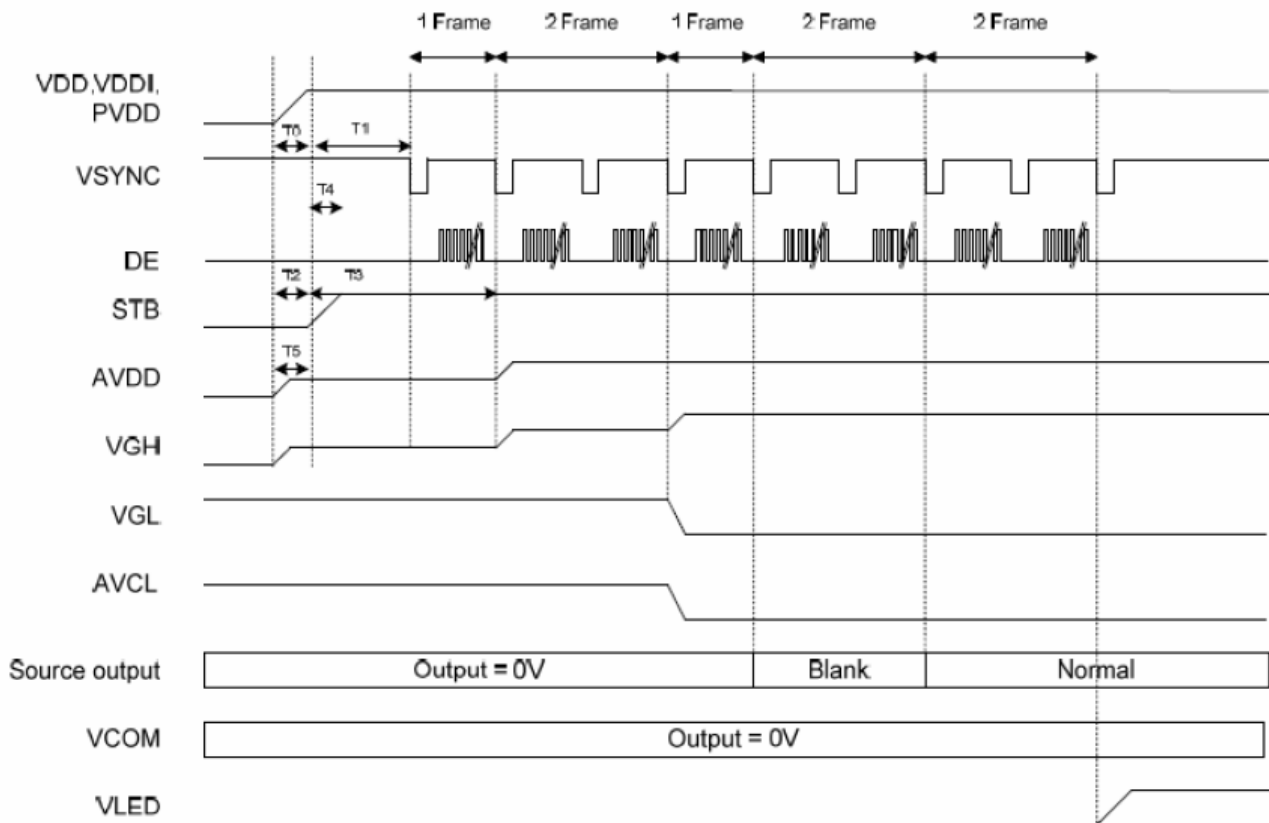 1 Frame 2 Frame 1 Frame 2 Frame 2 Frame
VDD,VDDI,
PVDD
T0 T1
VSYNC
T4
DE
T2 T3
STB
T5
AVDD
VGH
VGL
AVCL
Source output Output = 0V Blank Normal
VCOM Output = 0V
VLED